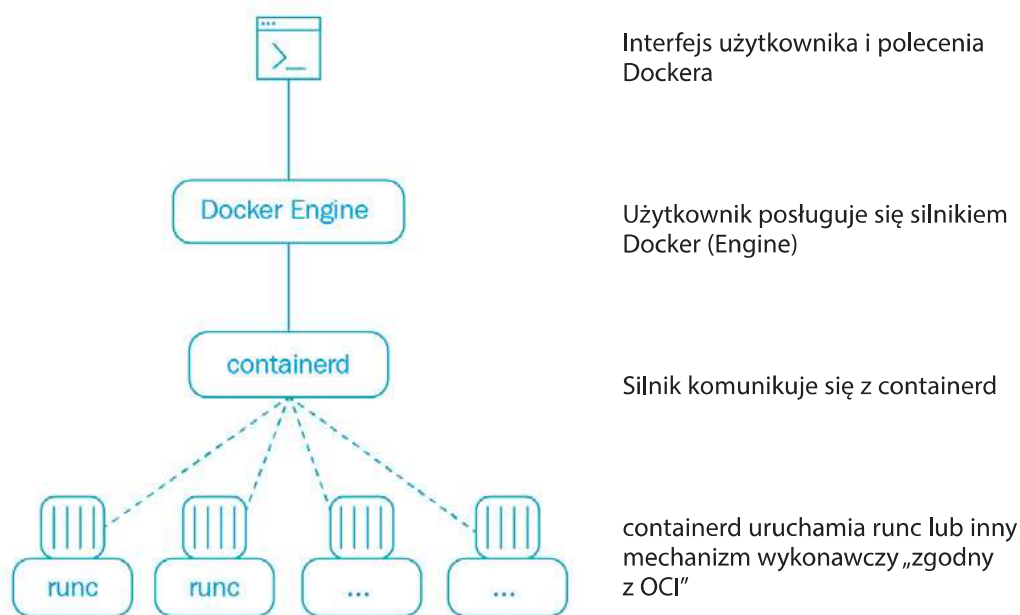 >_
Interfejs użytkownika i polecenia
Dockera
Docker Engine
Użytkownik posługuje się silnikiem
Docker (Engine)
containerd
Silnik komunikuje się z containerd
runc
runc
...
...
containerd uruchamia runc lub inny
mechanizm wykonawczy „zgodny
z OCI”